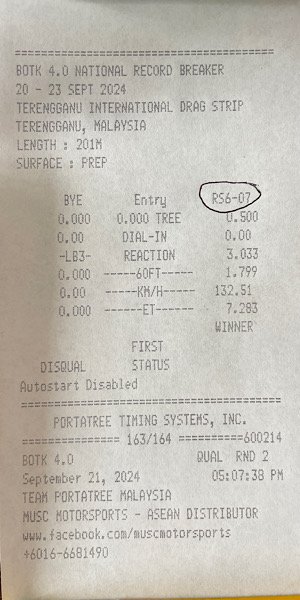 ==============================
BOTK 4.0 NATIONAL RECORD BREAKER
20 - 23 SEPT 2024
TERENGGANU INTERNATIONAL DRAG STRIP
TERENGGANU, MALAYSIA
LENGTH : 201M
SURFACE : PREP
BYE Entry RS6-07
0.000 0.000 TREE 0.500
0.00 DIAL-IN 0.00
-LB3- REACTION 3.033
0.000 ------60FT------ 1.799
0.00 ------KM/H------ 132.51
0.000 -------ET------- 7.283
WINNER
FIRST
DISQUAL STATUS
Autostart Disabled
==============================
PORTATREE TIMING SYSTEMS, INC.
=============== 163/164 ==========600214
BOTK 4.0 QUAL RND 2
September 21, 2024 05:07:38 PM
TEAM PORTATREE MALAYSIA
MUSC MOTORSPORTS - ASEAN DISTRIBUTOR
www.facebook.com/muscmotorsports
+6016-6681490